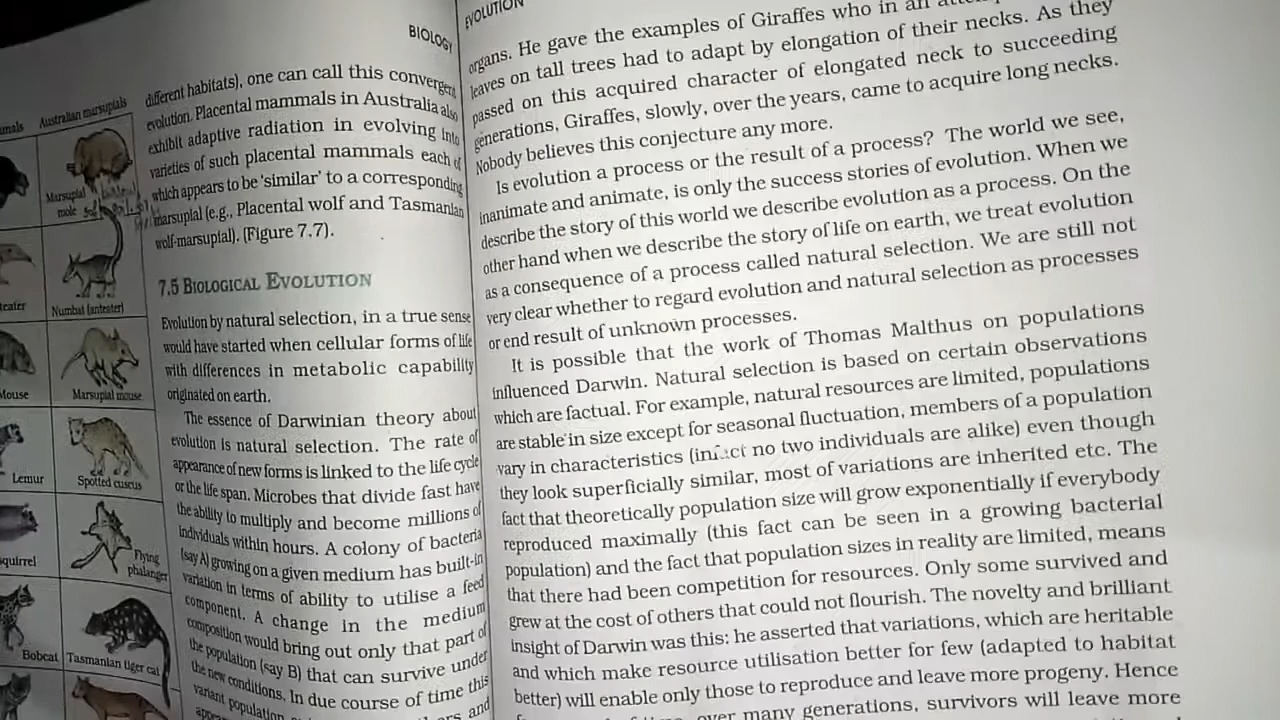 BIOLOGY
Australian marsupials
Marsupial
mole
Numbat (anteater)
Mouse
Marsupial mouse
Lemur
Spotted cuscus
Flying
phalanger
Bobcat
Tasmanian tiger cat
different habitats), one can call this convergent
evolution. Placental mammals in Australia also
exhibit adaptive radiation in evolving into
varieties of such placental mammals each of
which appears to be 'similar' to a corresponding
marsupial (e.g., Placental wolf and Tasmanian
wolf-marsupial). (Figure 7.7).
7.5 BIOLOGICAL EVOLUTION
Evolution by natural selection, in a true sense
would have started when cellular forms of life
with differences in metabolic capability
originated on earth.
The essence of Darwinian theory about
evolution is natural selection. The rate of
appearance of new forms is linked to the life cycle
or the life span. Microbes that divide fast have
the ability to multiply and become millions of
individuals within hours. A colony of bacteria
(say A) growing on a given medium has built-in
variation in terms of ability to utilise a feed
component. A change in the medium
composition would bring out only that part of
the population (say B) that can survive under
the new conditions. In due course of time this
variant population
EVOLUTION
organs. He gave the examples of Giraffes who in an
leaves on tall trees had to adapt by elongation of their necks. As they
passed on this acquired character of elongated neck to succeeding
generations, Giraffes, slowly, over the years, came to acquire long necks.
Nobody believes this conjecture any more.
Is evolution a process or the result of a process? The world we see,
inanimate and animate, is only the success stories of evolution. When we
describe the story of this world we describe evolution as a process. On the
other hand when we describe the story of life on earth, we treat evolution
as a consequence of a process called natural selection. We are still not
very clear whether to regard evolution and natural selection as processes
or end result of unknown processes.
It is possible that the work of Thomas Malthus on populations
influenced Darwin. Natural selection is based on certain observations
which are factual. For example, natural resources are limited, populations
are stable in size except for seasonal fluctuation, members of a population
vary in characteristics (infact no two individuals are alike) even though
they look superficially similar, most of variations are inherited etc. The
fact that theoretically population size will grow exponentially if everybody
reproduced maximally (this fact can be seen in a growing bacterial
population) and the fact that population sizes in reality are limited, means
that there had been competition for resources. Only some survived and
grew at the cost of others that could not flourish. The novelty and brilliant
insight of Darwin was this: he asserted that variations, which are heritable
and which make resource utilisation better for few (adapted to habitat
better) will enable only those to reproduce and leave more progeny. Hence
over many generations, survivors will leave more